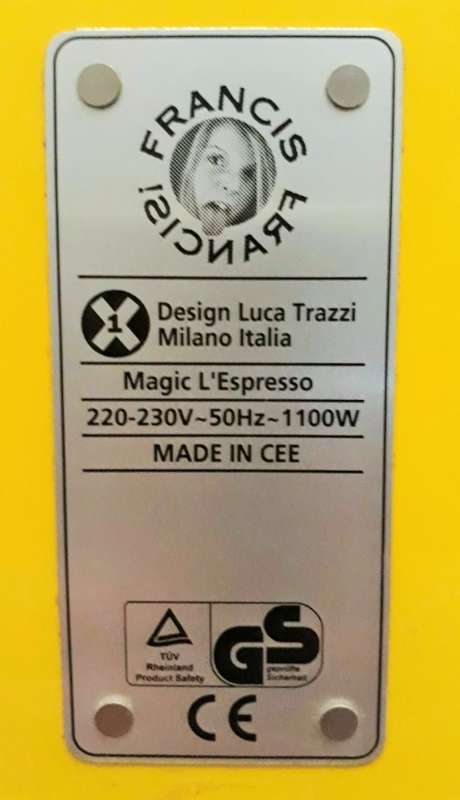 FRANCIS FRANCIS!
X1
Design Luca Trazzi
Milano Italia
Magic L'Espresso
220-230V~50Hz~1100W
MADE IN CEE
TÜV
Rheinland
Product Safety
GS
geprüfte
Sicherheit
CE